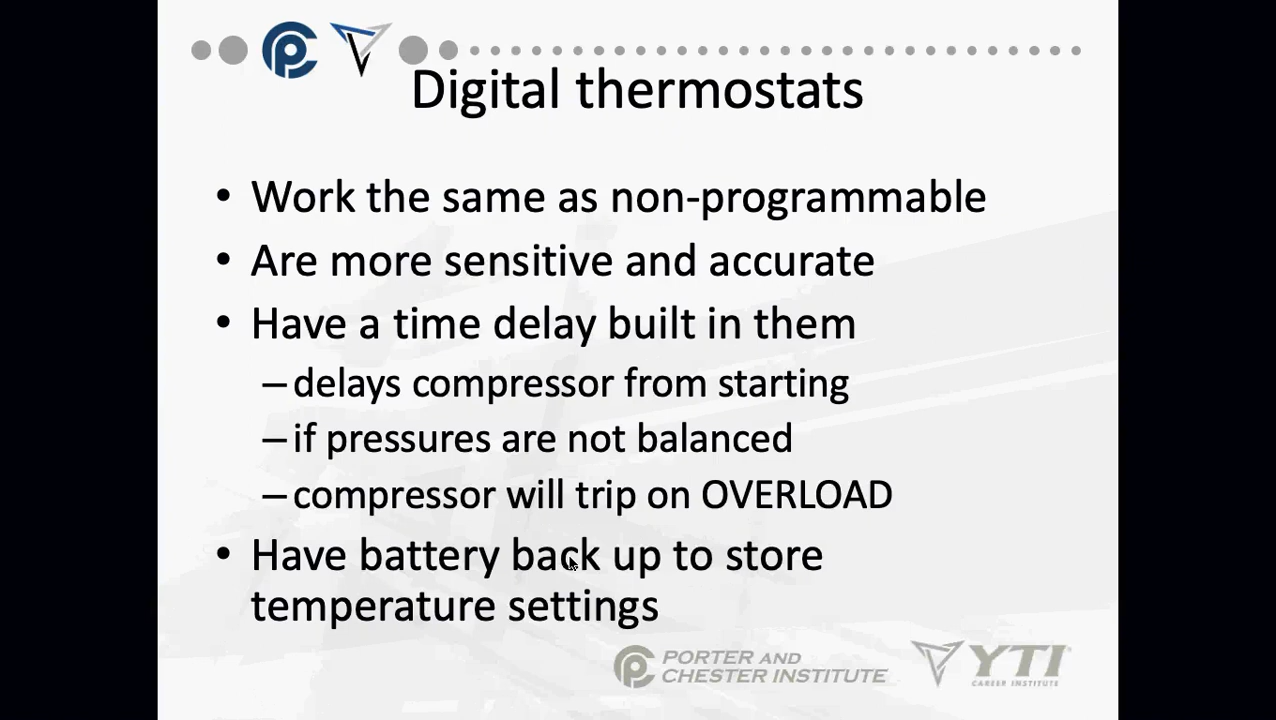 Digital thermostats
• Work the same as non-programmable
• Are more sensitive and accurate
• Have a time delay built in them
– delays compressor from starting
– if pressures are not balanced
– compressor will trip on OVERLOAD
• Have battery back up to store
temperature settings
PORTER AND
CHESTER INSTITUTE
YTI
CAREER INSTITUTE